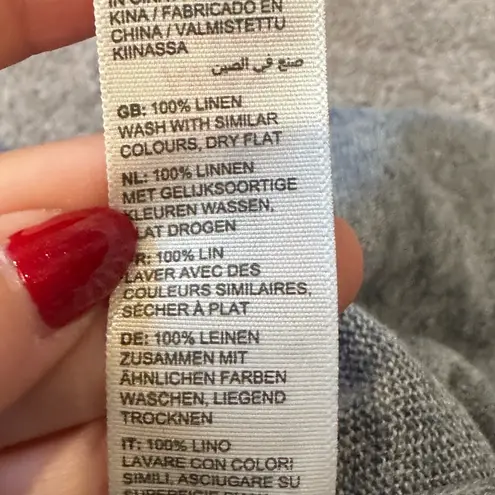 KINA / FABRICADO EN
CHINA / VALMISTETTU
KIINASSA
صنع في الصين
GB: 100% LINEN
WASH WITH SIMILAR
COLOURS, DRY FLAT
NL: 100% LINNEN
MET GELIJKSOORTIGE
KLEUREN WASSEN,
LAT DROGEN
R: 100% LIN
LAVER AVEC DES
COULEURS SIMILAIRES,
SÉCHER À PLAT
DE: 100% LEINEN
ZUSAMMEN MIT
ÄHNLICHEN FARBEN
WASCHEN, LIEGEND
TROCKNEN
IT: 100% LINO
LAVARE CON COLORI
SIMILI. ASCIUGARE SU